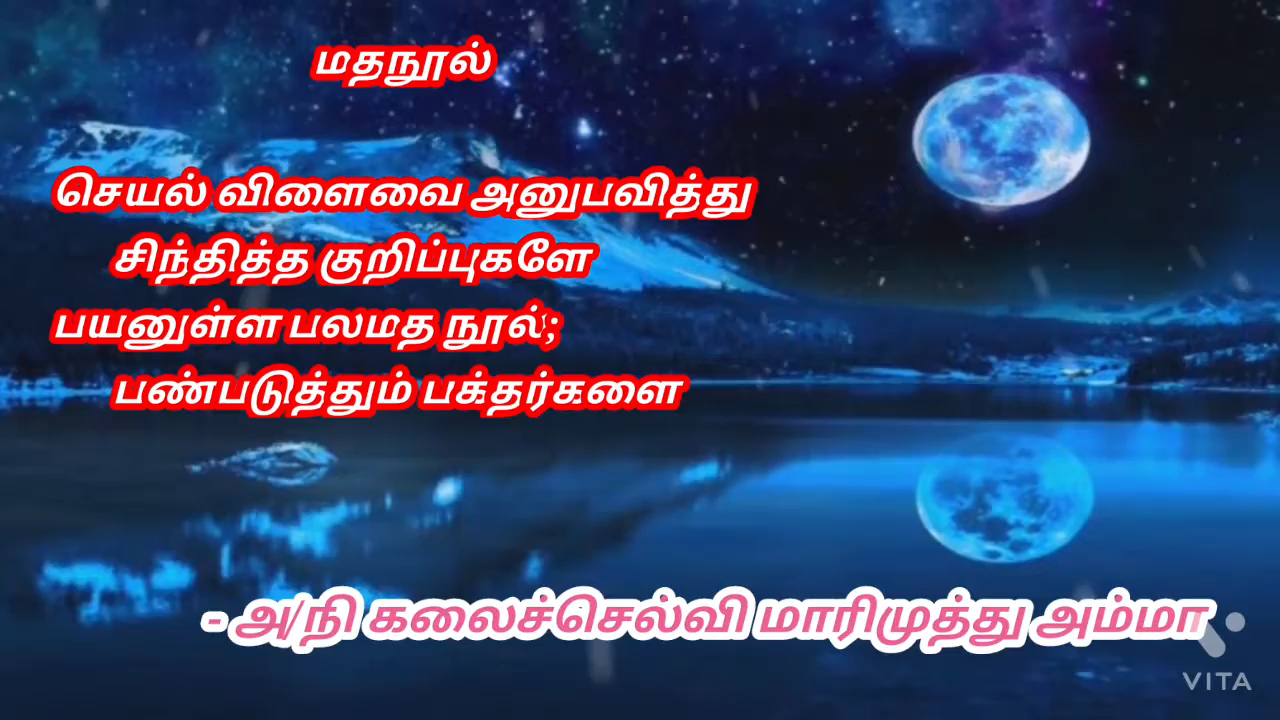 மதநூல்
செயல் விளைவை அனுபவித்து
சிந்தித்த குறிப்புகளே
பயனுள்ள பலமத நூல்;
பண்படுத்தும் பக்தர்களை
- அ/நி கலைச்செல்வி மாரிமுத்து அம்மா
VITA